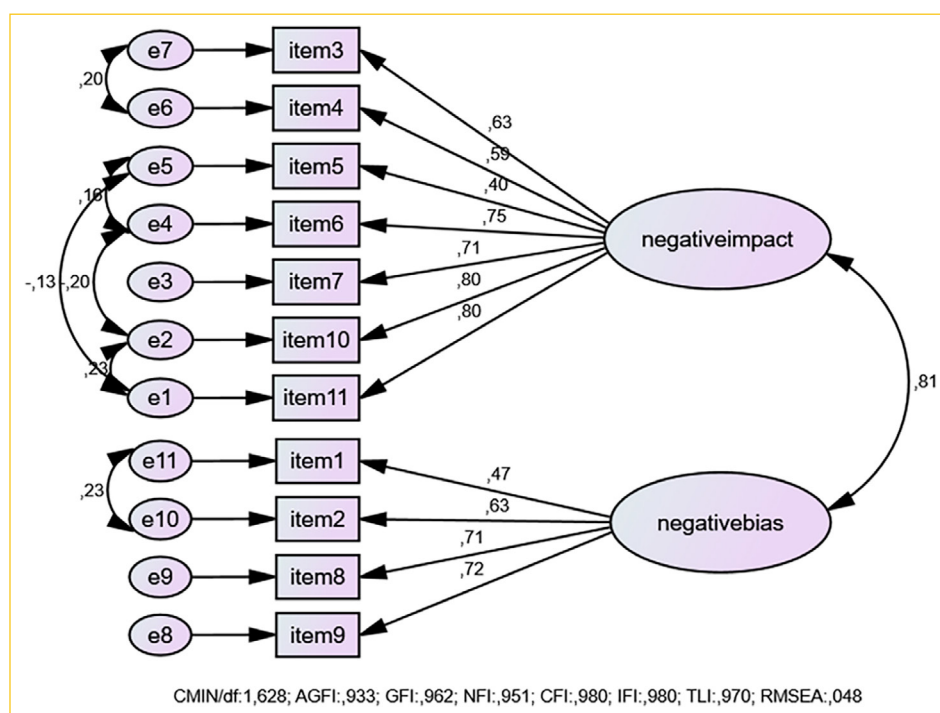 e7 item3
,20
,63
e6 item4
,59
e5 item5
,16
,40
e4 item6
,75
-,13
-,20
e3 item7
,71
e2 item10
,80
,23
e1 item11
,80
negativeimpact
,81
e11 item1
,47
,23
e10 item2
,63
e9 item8
,71
e8 item9
,72
negativebias
CMIN/df:1,628; AGFI:,933; GFI:,962; NFI:,951; CFI:,980; IFI:,980; TLI:,970; RMSEA:,048